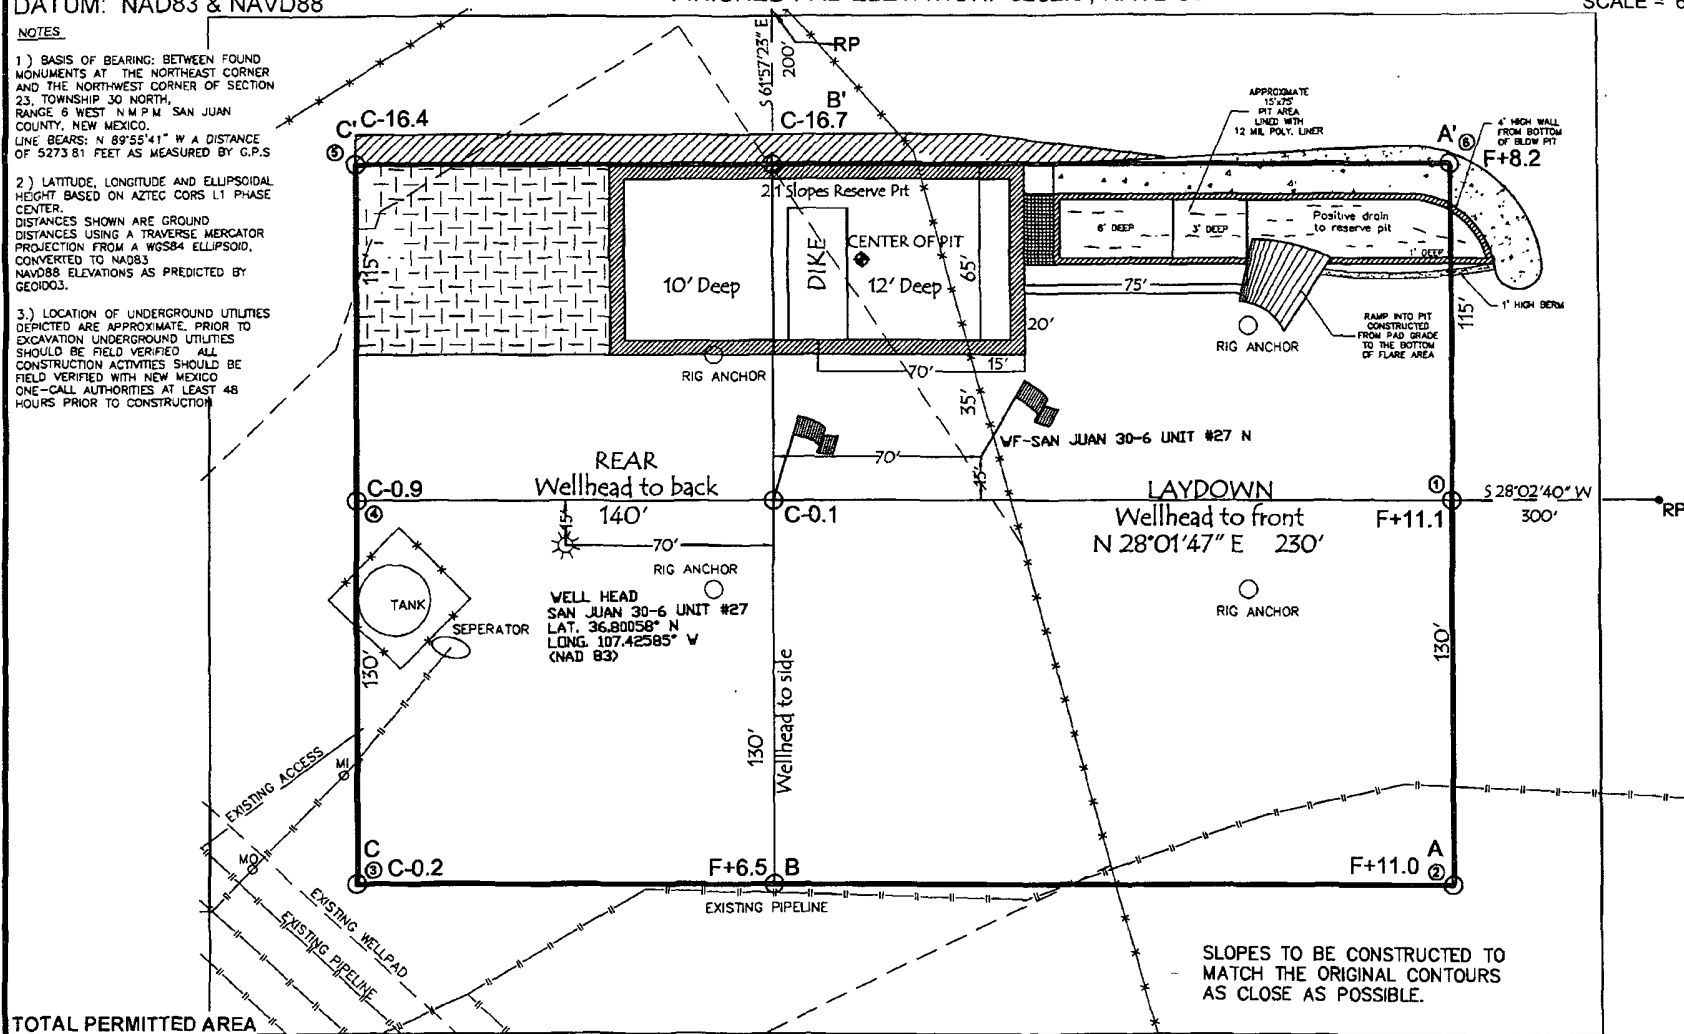 DATUM: NAD83 & NAVD88
SCALE = 6
NOTES
1 ) BASIS OF BEARING: BETWEEN FOUND
MONUMENTS AT THE NORTHEAST CORNER
AND THE NORTHWEST CORNER OF SECTION
23, TOWNSHIP 30 NORTH,
RANGE 6 WEST N M P M SAN JUAN
COUNTY, NEW MEXICO.
LINE BEARS: N 89°55'41" W A DISTANCE
OF 5273 81 FEET AS MEASURED BY G.P.S
2 ) LATITUDE, LONGITUDE AND ELLIPSOIDAL
HEIGHT BASED ON AZTEC CORS L1 PHASE
CENTER.
DISTANCES SHOWN ARE GROUND
DISTANCES USING A TRAVERSE MERCATOR
PROJECTION FROM A WGS84 ELLIPSOID,
CONVERTED TO NAD83
NAVD88 ELEVATIONS AS PREDICTED BY
GEOID03.
3.) LOCATION OF UNDERGROUND UTILITIES
DEPICTED ARE APPROXIMATE. PRIOR TO
EXCAVATION UNDERGROUND UTILITIES
SHOULD BE FIELD VERIFIED ALL
CONSTRUCTION ACTIVITIES SHOULD BE
FIELD VERIFIED WITH NEW MEXICO
ONE-CALL AUTHORITIES AT LEAST 48
HOURS PRIOR TO CONSTRUCTION
S 61°57'23" E
200'
RP
C' C-16.4
⑤
B'
C-16.7
APPROXIMATE
15'x75'
PIT AREA
LINED WITH
12 MIL POLY. LINER
4' HIGH WALL
FROM BOTTOM
OF BLOW PIT
A' ⑥
F+8.2
2:1 Slopes Reserve Pit
DIKE
CENTER OF PIT
10' Deep
12' Deep
65'
115'
4'
6' DEEP
3' DEEP
Positive drain
to reserve pit
1' DEEP
75'
20'
115'
1' HIGH BERM
RAMP INTO PIT
CONSTRUCTED
FROM PAD GRADE
TO THE BOTTOM
OF FLARE AREA
RIG ANCHOR
RIG ANCHOR
70'
15'
35'
WF-SAN JUAN 30-6 UNIT #27 N
70'
15'
REAR
Wellhead to back
140'
C-0.9
④
C-0.1
LAYDOWN
Wellhead to front
N 28°01'47" E 230'
①
F+11.1
S 28°02'40" W
300'
RP
15'
70'
RIG ANCHOR
RIG ANCHOR
WELL HEAD
SAN JUAN 30-6 UNIT #27
LAT. 36.80058° N
LONG. 107.42585° W
(NAD 83)
TANK
SEPERATOR
130'
130'
Wellhead to side
130'
EXISTING ACCESS
MI
MO
C
③ C-0.2
F+6.5 B
A
F+11.0 ②
EXISTING PIPELINE
EXISTING WELLPAD
EXISTING PIPELINE
SLOPES TO BE CONSTRUCTED TO
MATCH THE ORIGINAL CONTOURS
AS CLOSE AS POSSIBLE.
TOTAL PERMITTED AREA